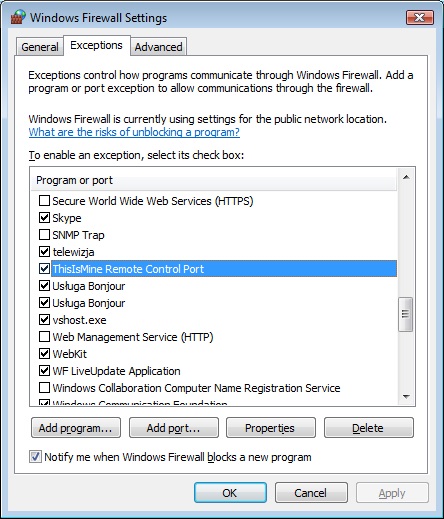 Windows Firewall Settings
General Exceptions Advanced
Exceptions control how programs communicate through Windows Firewall. Add a
program or port exception to allow communications through the firewall.
Windows Firewall is currently using settings for the public network location.
What are the risks of unblocking a program?
To enable an exception, select its check box:
Program or port
Secure World Wide Web Services (HTTPS)
Skype
SNMP Trap
telewizja
ThisIsMine Remote Control Port
Usługa Bonjour
Usługa Bonjour
vshost.exe
Web Management Service (HTTP)
WebKit
WF LiveUpdate Application
Windows Collaboration Computer Name Registration Service
Windows Communication Foundation
Add program... Add port... Properties Delete
Notify me when Windows Firewall blocks a new program
OK Cancel Apply